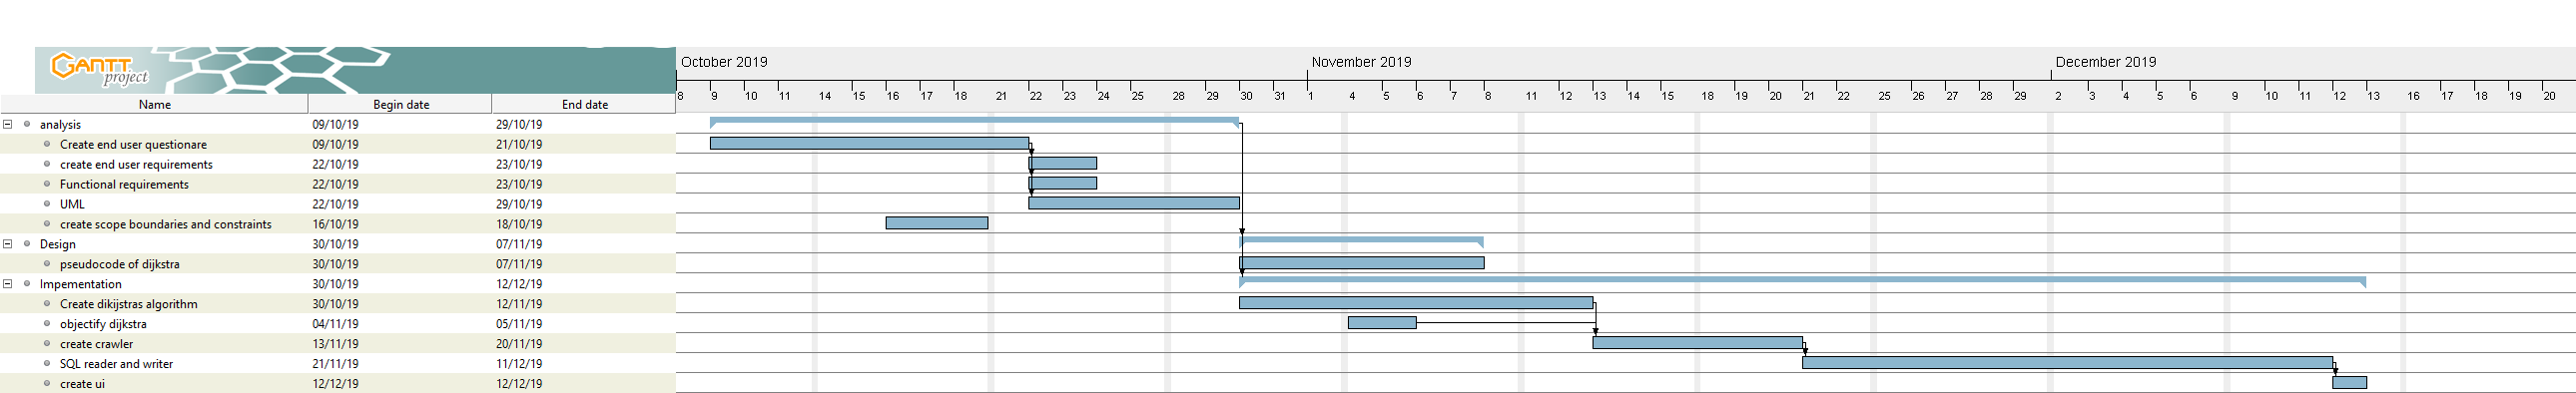 GANTT project
October 2019 November 2019 December 2019
Name Begin date End date
8 9 10 11 14 15 16 17 18 21 22 23 24 25 28 29 30 31 1 4 5 6 7 8 11 12 13 14 15 18 19 20 21 22 25 26 27 28 29 2 3 4 5 6 9 10 11 12 13 16 17 18 19 20
analysis 09/10/19 29/10/19
Create end user questionare 09/10/19 21/10/19
create end user requirements 22/10/19 23/10/19
Functional requirements 22/10/19 23/10/19
UML 22/10/19 29/10/19
create scope boundaries and constraints 16/10/19 18/10/19
Design 30/10/19 07/11/19
pseudocode of dijkstra 30/10/19 07/11/19
Impementation 30/10/19 12/12/19
Create dikijstras algorithm 30/10/19 12/11/19
objectify dijkstra 04/11/19 05/11/19
create crawler 13/11/19 20/11/19
SQL reader and writer 21/11/19 11/12/19
create ui 12/12/19 12/12/19